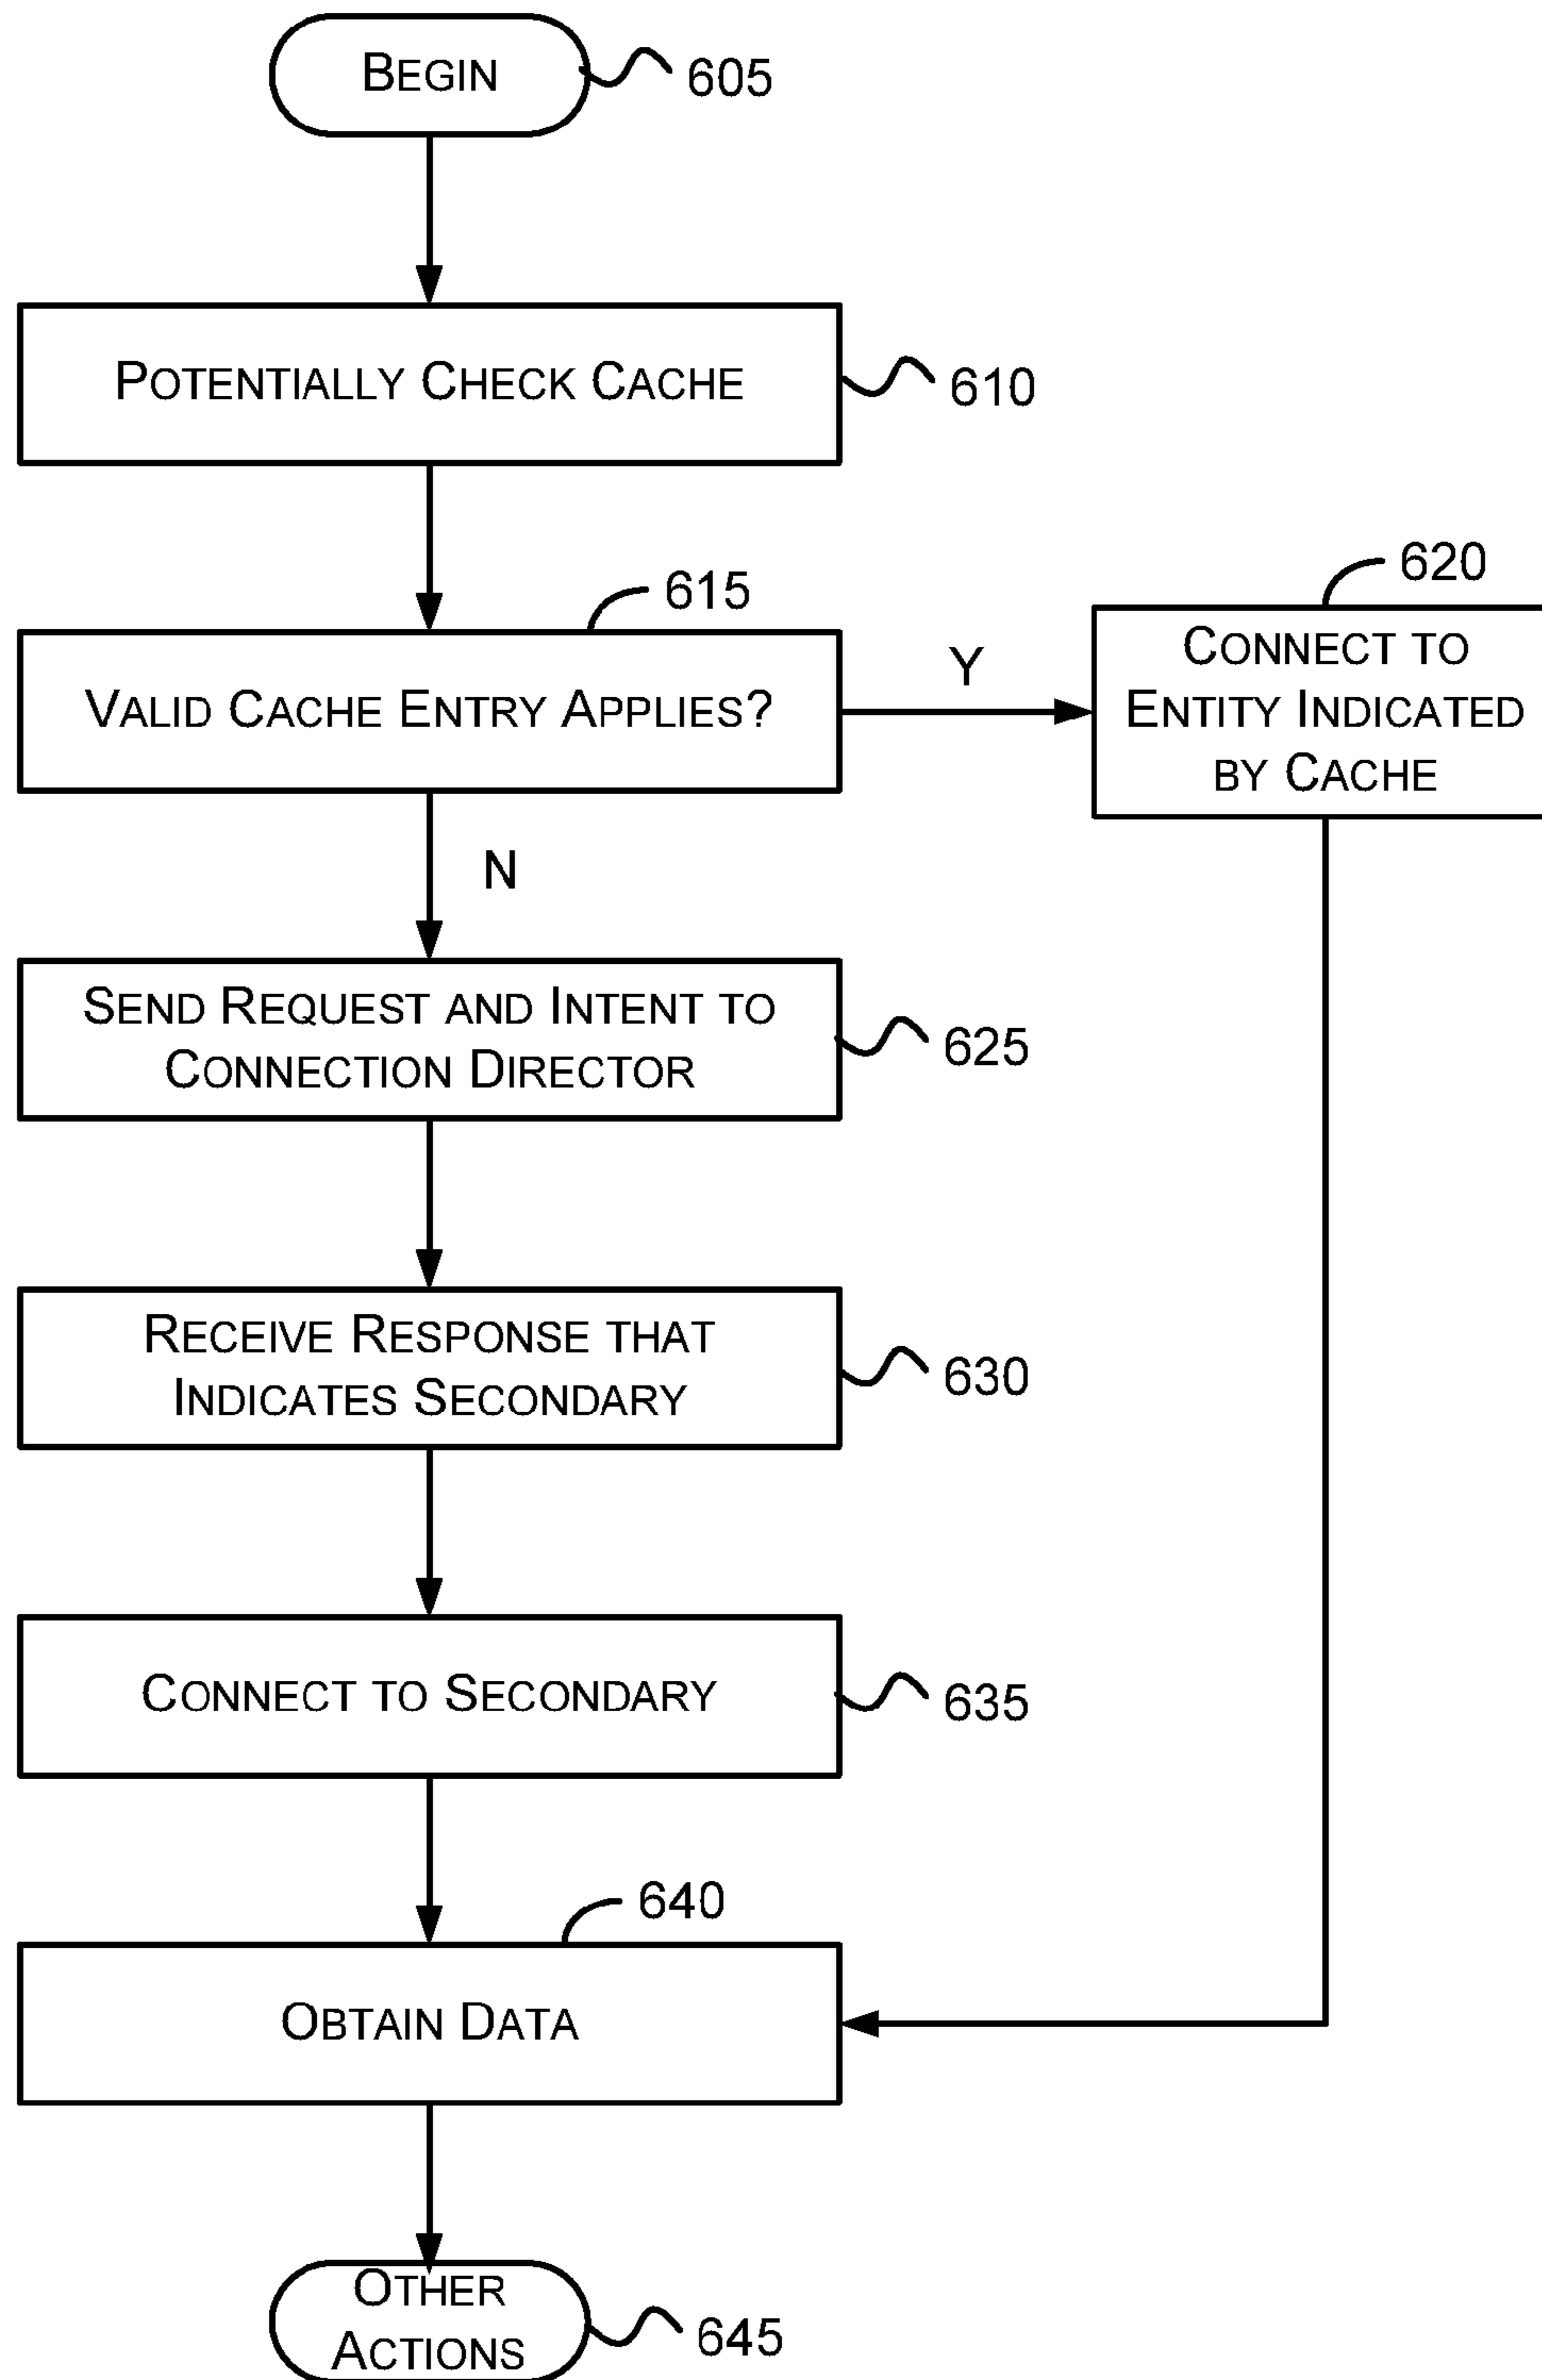 BEGIN
605
POTENTIALLY CHECK CACHE
610
615
VALID CACHE ENTRY APPLIES?
Y
620
CONNECT TO
ENTITY INDICATED
BY CACHE
N
SEND REQUEST AND INTENT TO
CONNECTION DIRECTOR
625
RECEIVE RESPONSE THAT
INDICATES SECONDARY
630
CONNECT TO SECONDARY
635
640
OBTAIN DATA
OTHER
ACTIONS
645